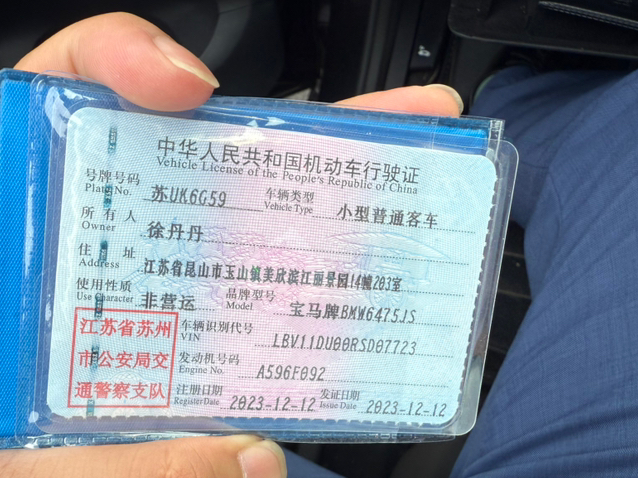 中华人民共和国机动车行驶证
Vehicle License of the People's Republic of China
号牌号码 苏UK6G59 车辆类型 小型普通客车
Plate No. Vehicle Type
所有人 徐丹丹
Owner
住址 江苏省昆山市玉山镇美欣滨江丽景园14幢203室
Address
使用性质 非营运 品牌型号 宝马牌BMW6475JS
Use Character Model
江苏省苏州
市公安局交
通警察支队
车辆识别代号 LBV11DU00RSD07723
VIN
发动机号码 A596F092
Engine No.
注册日期 2023-12-12 发证日期 2023-12-12
Register Date Issue Date